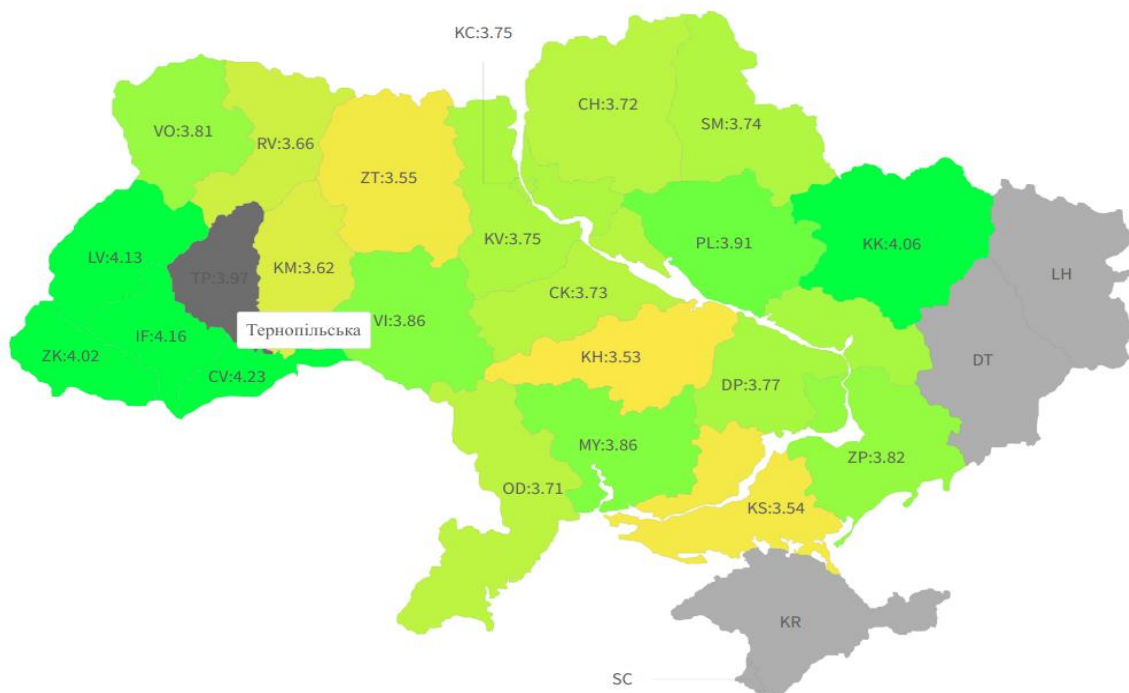 KC:3.75
CH:3.72
SM:3.74
VO:3.81
RV:3.66
ZT:3.55
KV:3.75
PL:3.91
KK:4.06
LV:4.13
TP:3.97
KM:3.62
LH
CK:3.73
IF:4.16
Тернопільська
VI:3.86
ZK:4.02
CV:4.23
KH:3.53
DT
DP:3.77
MY:3.86
ZP:3.82
OD:3.71
KS:3.54
KR
SC